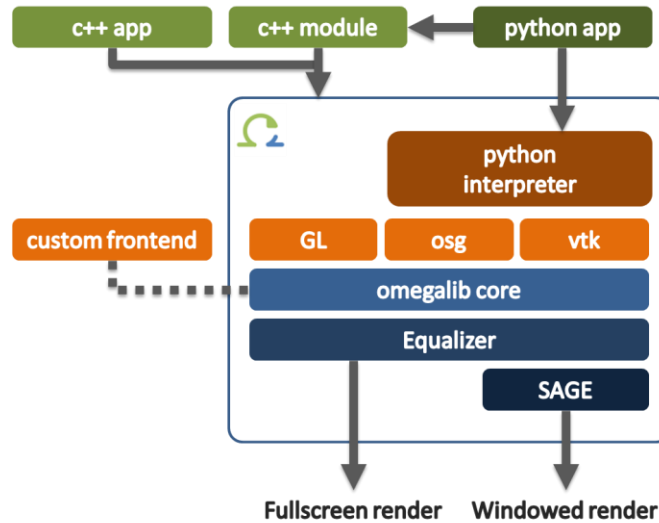 c++ app
c++ module
python app
python
interpreter
custom frontend
GL
osg
vtk
omegalib core
Equalizer
SAGE
Fullscreen render
Windowed render